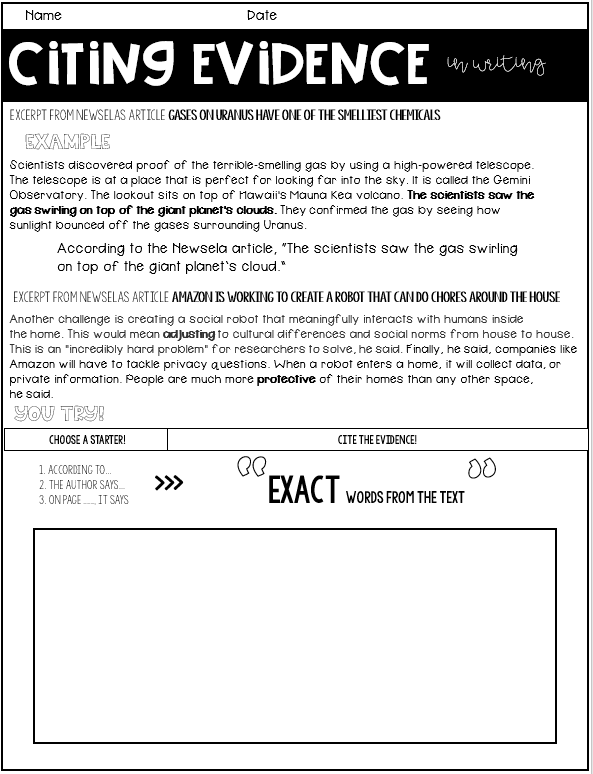 Name Date
CITING EVIDENCE in writing
EXCERPT FROM NEWSELAS ARTICLE GASES ON URANUS HAVE ONE OF THE SMELLIEST CHEMICALS
EXAMPLE
Scientists discovered proof of the terrible-smelling gas by using a high-powered telescope.
The telescope is at a place that is perfect for looking far into the sky. It is called the Gemini
Observatory. The lookout sits on top of Hawaii's Mauna Kea volcano. The scientists saw the
gas swirling on top of the giant planet's clouds. They confirmed the gas by seeing how
sunlight bounced off the gases surrounding Uranus.
According to the Newsela article, "The scientists saw the gas swirling
on top of the giant planet's cloud."
EXCERPT FROM NEWSELAS ARTICLE AMAZON IS WORKING TO CREATE A ROBOT THAT CAN DO CHORES AROUND THE HOUSE
Another challenge is creating a social robot that meaningfully interacts with humans inside
the home. This would mean adjusting to cultural differences and social norms from house to house.
This is an "incredibly hard problem" for researchers to solve, he said. Finally, he said, companies like
Amazon will have to tackle privacy questions. When a robot enters a home, it will collect data, or
private information. People are much more protective of their homes than any other space,
he said.
YOU TRY!
CHOOSE A STARTER! CITE THE EVIDENCE!
1. ACCORDING TO...
2. THE AUTHOR SAYS...
3. ON PAGE ....., IT SAYS
>>>
“ EXACT WORDS FROM THE TEXT ”